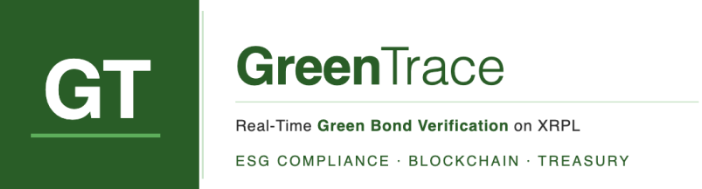 GT
GreenTrace
Real-Time Green Bond Verification on XRPL
ESG COMPLIANCE · BLOCKCHAIN · TREASURY